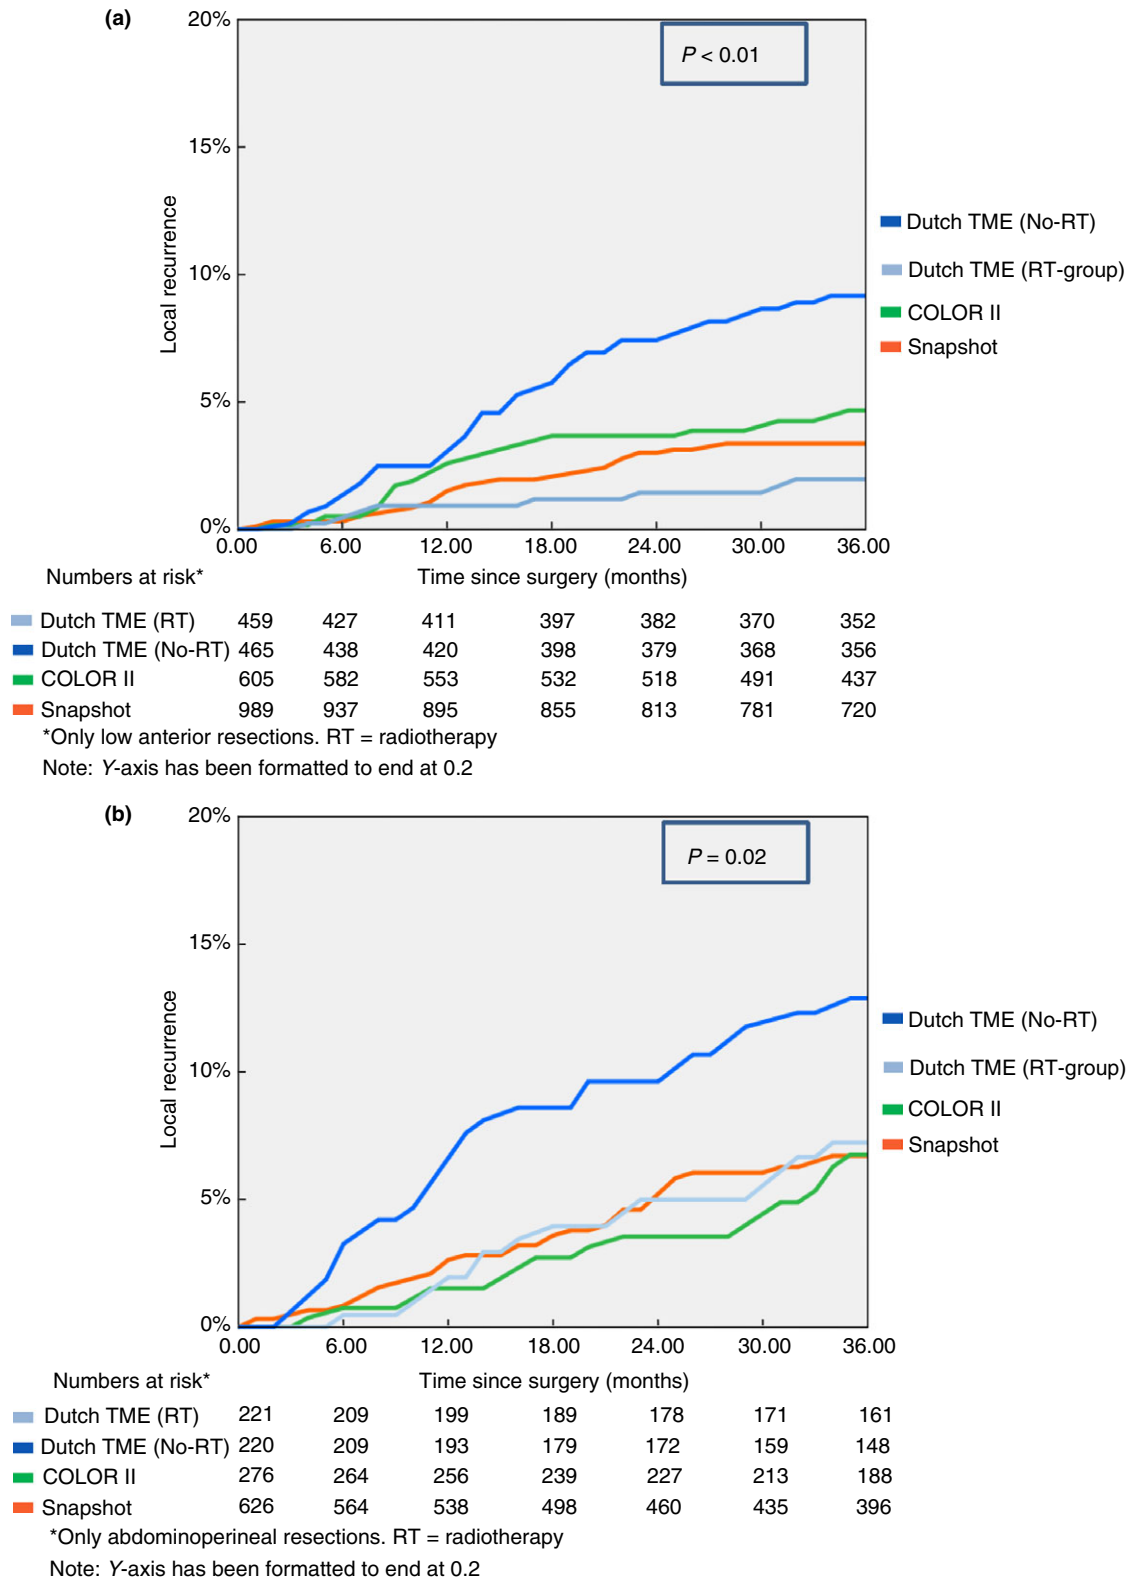 (a)
20%
15%
10%
5%
0%
Local recurrence
P < 0.01
Dutch TME (No-RT)
Dutch TME (RT-group)
COLOR II
Snapshot
0.00 6.00 12.00 18.00 24.00 30.00 36.00
Numbers at risk* Time since surgery (months)
Dutch TME (RT) 459 427 411 397 382 370 352
Dutch TME (No-RT) 465 438 420 398 379 368 356
COLOR II 605 582 553 532 518 491 437
Snapshot 989 937 895 855 813 781 720
*Only low anterior resections. RT = radiotherapy
Note: Y-axis has been formatted to end at 0.2
(b)
20%
15%
10%
5%
0%
Local recurrence
P = 0.02
Dutch TME (No-RT)
Dutch TME (RT-group)
COLOR II
Snapshot
0.00 6.00 12.00 18.00 24.00 30.00 36.00
Numbers at risk* Time since surgery (months)
Dutch TME (RT) 221 209 199 189 178 171 161
Dutch TME (No-RT) 220 209 193 179 172 159 148
COLOR II 276 264 256 239 227 213 188
Snapshot 626 564 538 498 460 435 396
*Only abdominoperineal resections. RT = radiotherapy
Note: Y-axis has been formatted to end at 0.2